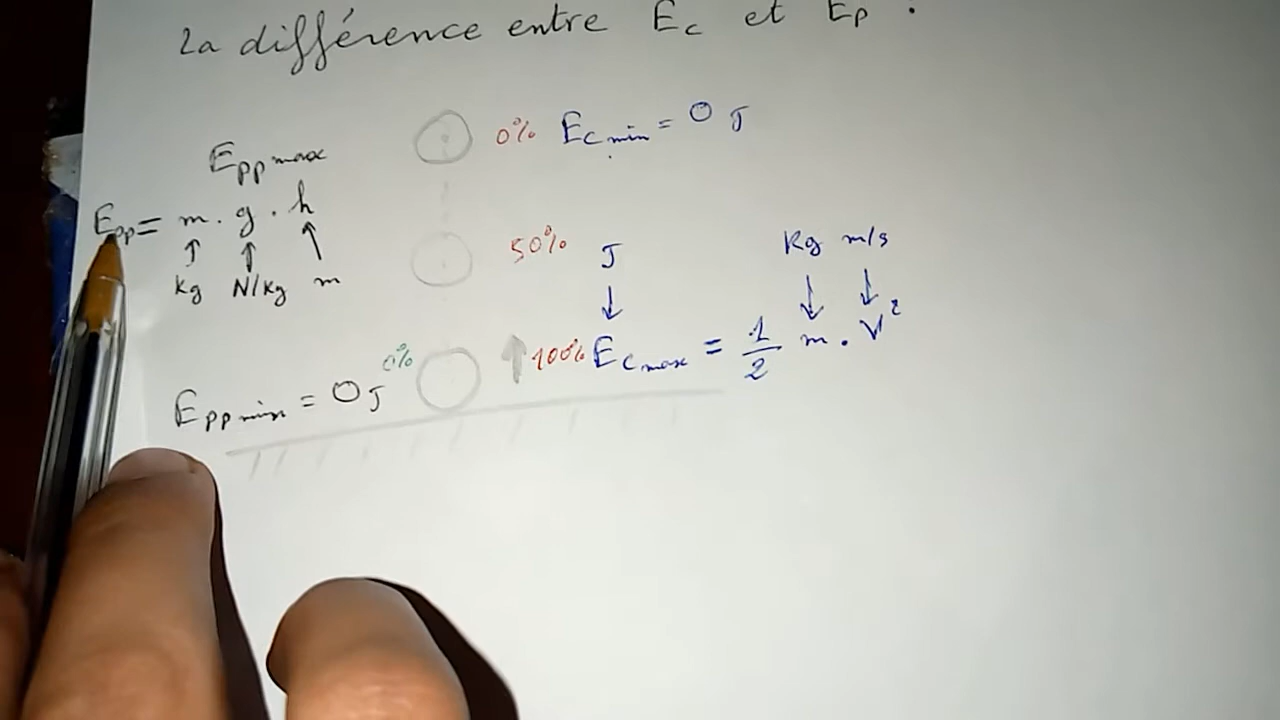 La différence entre Ec et Ep .
0% Ec min = 0 J
Epp max
Epp = m . g . h
kg N/kg m
50% J
Kg m/s
100% Ec max = 1/2 m . V²
0%
Epp min = 0 J